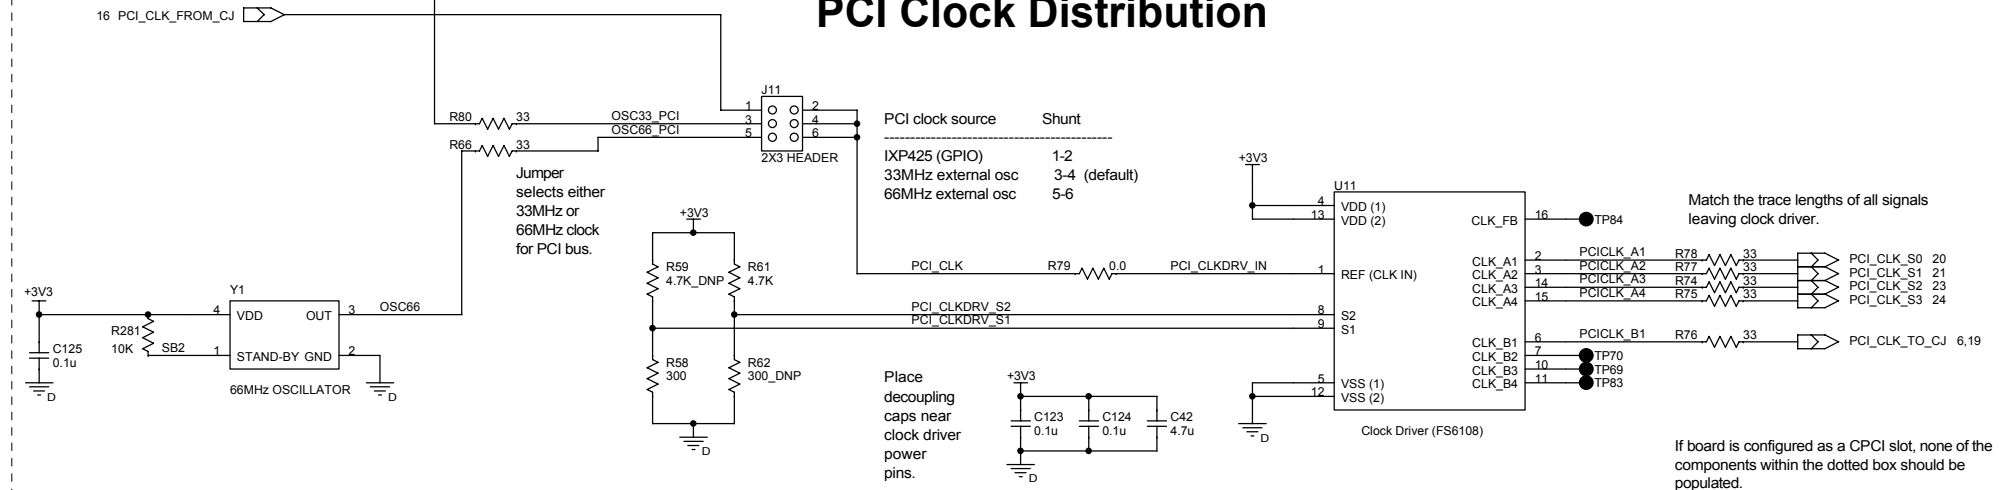 PCI Clock Distribution
16 PCI_CLK_FROM_CJ
J11
1 2
3 4
5 6
2X3 HEADER
R80 33 OSC33_PCI
R66 33 OSC66_PCI
Jumper
selects either
33MHz or
66MHz clock
for PCI bus.
PCI clock source Shunt
------------------------------------------
IXP425 (GPIO) 1-2
33MHz external osc 3-4 (default)
66MHz external osc 5-6
+3V3
R59
4.7K_DNP
R61
4.7K
R58
300
R62
300_DNP
D
PCI_CLK R79 0.0 PCI_CLKDRV_IN
PCI_CLKDRV_S2
PCI_CLKDRV_S1
+3V3
C125
0.1u
D
R281
10K
SB2
Y1
4 VDD OUT 3 OSC66
1 STAND-BY GND 2
66MHz OSCILLATOR
D
Place
decoupling
caps near
clock driver
power
pins.
+3V3
C123
0.1u
C124
0.1u
C42
4.7u
D
+3V3
U11
4 VDD (1)
13 VDD (2)
1 REF (CLK IN)
8 S2
9 S1
5 VSS (1)
12 VSS (2)
D
CLK_FB 16 TP84
CLK_A1 2 PCICLK_A1 R78 33 PCI_CLK_S0 20
CLK_A2 3 PCICLK_A2 R77 33 PCI_CLK_S1 21
CLK_A3 14 PCICLK_A3 R74 33 PCI_CLK_S2 23
CLK_A4 15 PCICLK_A4 R75 33 PCI_CLK_S3 24
CLK_B1 6 PCICLK_B1 R76 33 PCI_CLK_TO_CJ 6,19
CLK_B2 7 TP70
CLK_B3 10 TP69
CLK_B4 11 TP83
Clock Driver (FS6108)
Match the trace lengths of all signals
leaving clock driver.
If board is configured as a CPCI slot, none of the
components within the dotted box should be
populated.